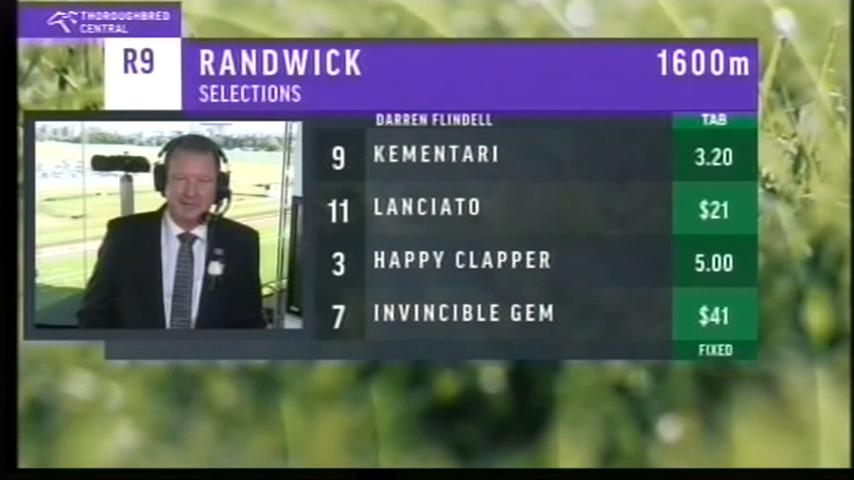 THOROUGHBRED
CENTRAL
R9 RANDWICK 1600m
SELECTIONS
DARREN FLINDELL TAB
9 KEMENTARI 3.20
11 LANCIATO $21
3 HAPPY CLAPPER 5.00
7 INVINCIBLE GEM $41
FIXED